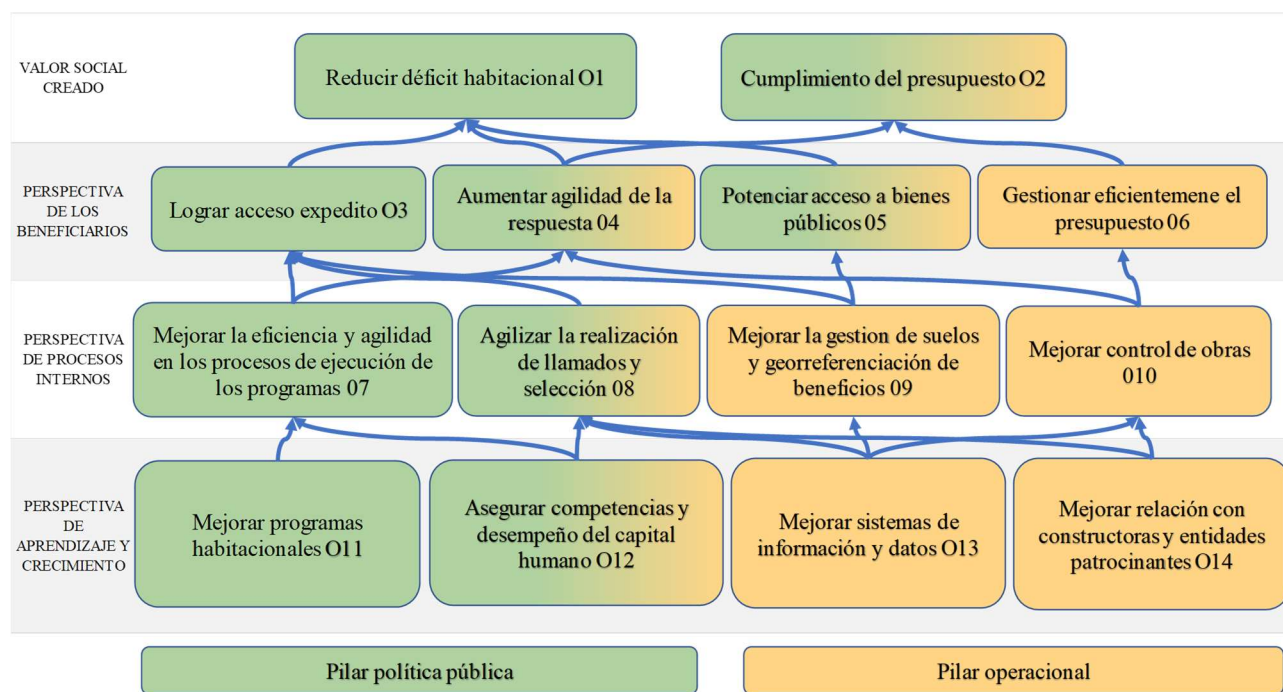 VALOR SOCIAL
CREADO
Reducir déficit habitacional O1
Cumplimiento del presupuesto O2
PERSPECTIVA
DE LOS
BENEFICIARIOS
Lograr acceso expedito O3
Aumentar agilidad de la
respuesta 04
Potenciar acceso a bienes
públicos 05
Gestionar eficientemene el
presupuesto 06
PERSPECTIVA
DE PROCESOS
INTERNOS
Mejorar la eficiencia y agilidad
en los procesos de ejecución de
los programas 07
Agilizar la realización
de llamados y
selección 08
Mejorar la gestion de suelos
y georreferenciación de
beneficios 09
Mejorar control de obras
010
PERSPECTIVA
DE
APRENDIZAJE Y
CRECIMIENTO
Mejorar programas
habitacionales O11
Asegurar competencias y
desempeño del capital
humano O12
Mejorar sistemas de
información y datos O13
Mejorar relación con
constructoras y entidades
patrocinantes O14
Pilar política pública
Pilar operacional